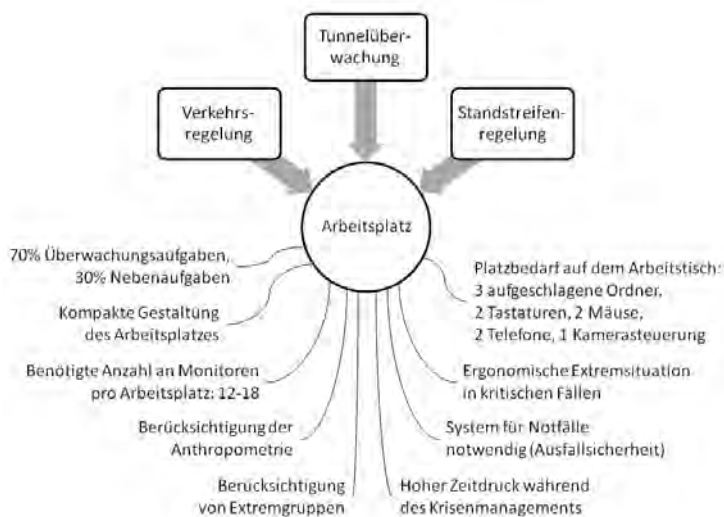 Tunnelüber-
wachung
Verkehrs-
regelung
Standstreifen-
regelung
Arbeitsplatz
70% Überwachungsaufgaben,
30% Nebenaufgaben
Kompakte Gestaltung
des Arbeitsplatzes
Benötigte Anzahl an Monitoren
pro Arbeitsplatz: 12-18
Berücksichtigung der
Anthropometrie
Berücksichtigung
von Extremgruppen
Platzbedarf auf dem Arbeitstisch:
3 aufgeschlagene Ordner,
2 Tastaturen, 2 Mäuse,
2 Telefone, 1 Kamerasteuerung
Ergonomische Extremsituation
in kritischen Fällen
System für Notfälle
notwendig (Ausfallsicherheit)
Hoher Zeitdruck während
des Krisenmanagements